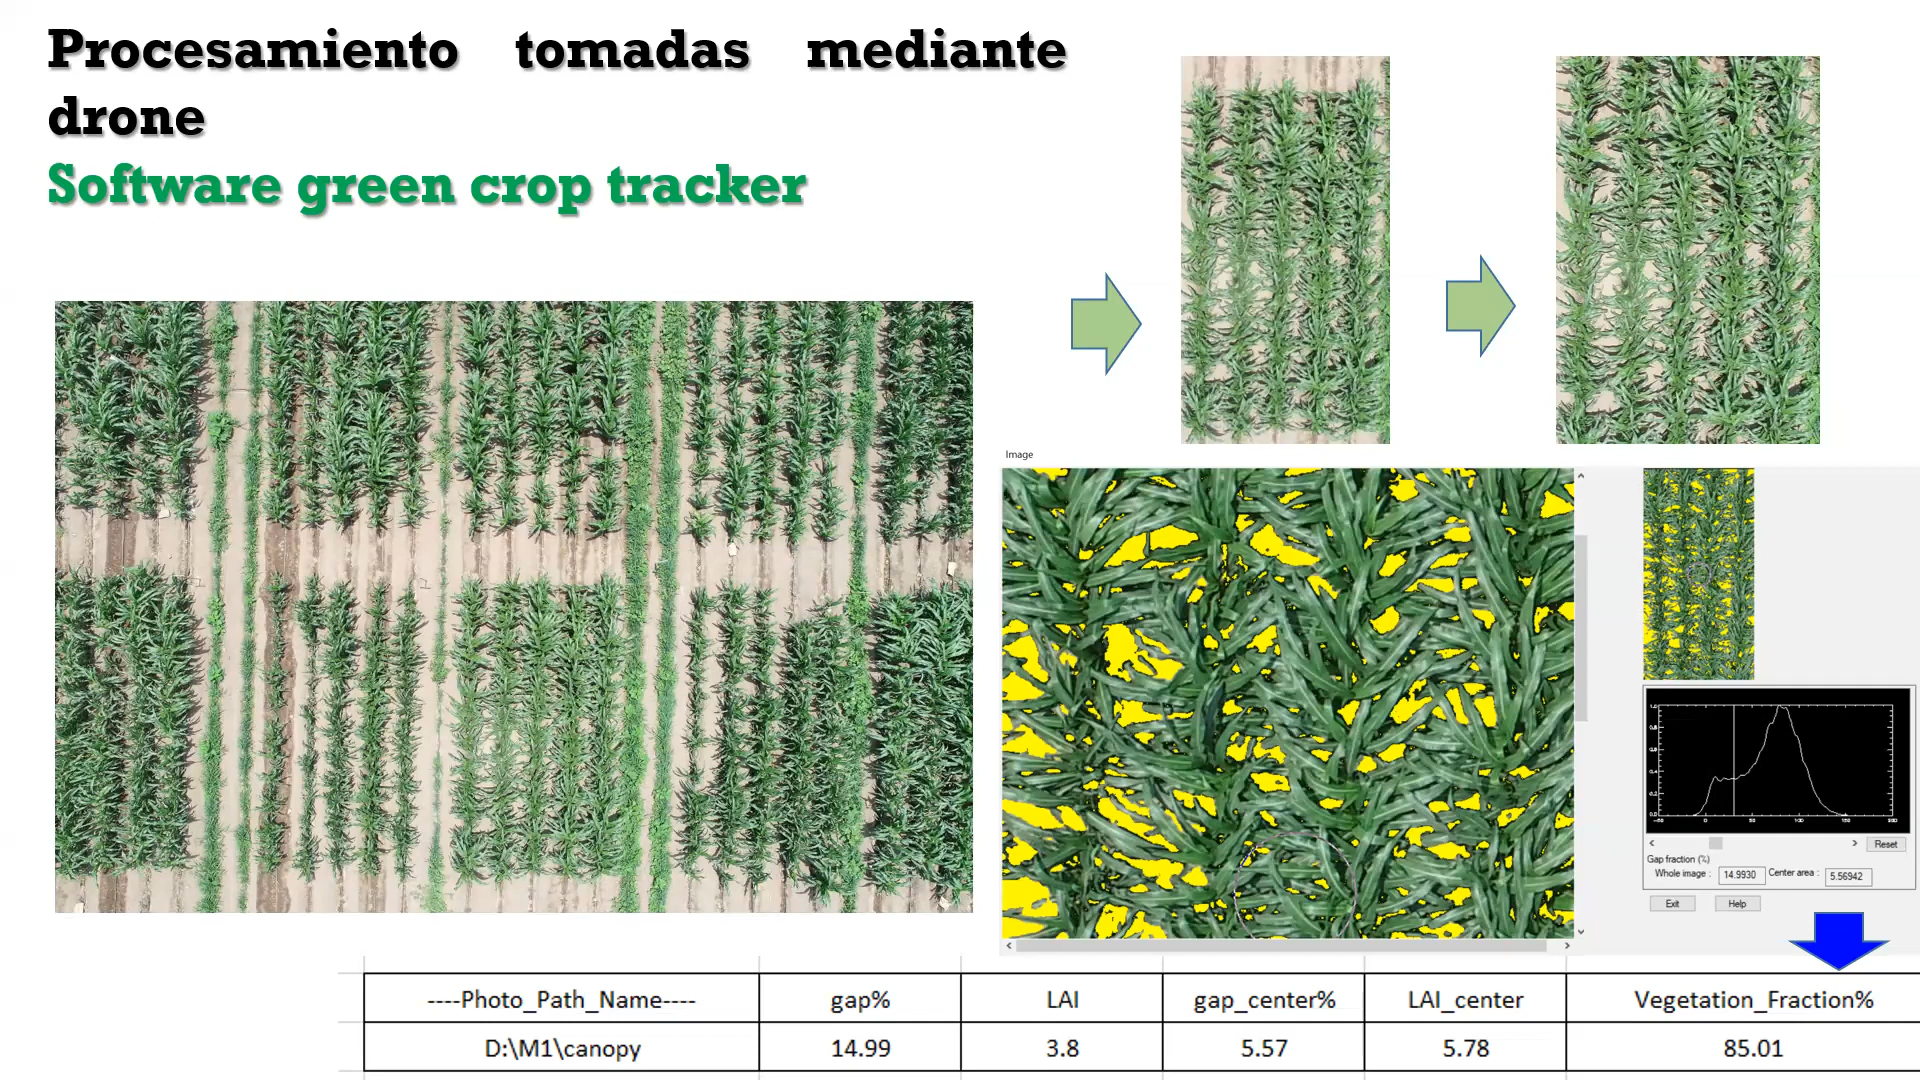 Procesamiento tomadas mediante
drone
Software green crop tracker
Image
Reset
Gap fraction (%)
Whole image : 14.9930 Center area : 5.56942
Exit Help
----Photo_Path_Name---- gap% LAI gap_center% LAI_center Vegetation_Fraction%
D:\M1\canopy 14.99 3.8 5.57 5.78 85.01